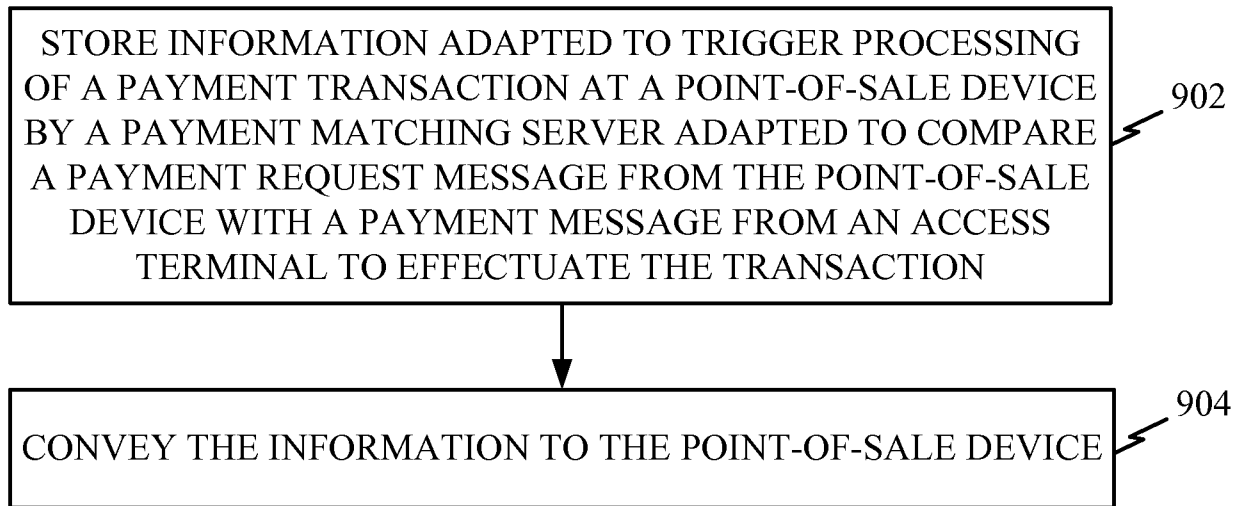 STORE INFORMATION ADAPTED TO TRIGGER PROCESSING
OF A PAYMENT TRANSACTION AT A POINT-OF-SALE DEVICE
BY A PAYMENT MATCHING SERVER ADAPTED TO COMPARE
A PAYMENT REQUEST MESSAGE FROM THE POINT-OF-SALE
DEVICE WITH A PAYMENT MESSAGE FROM AN ACCESS
TERMINAL TO EFFECTUATE THE TRANSACTION
902
CONVEY THE INFORMATION TO THE POINT-OF-SALE DEVICE
904